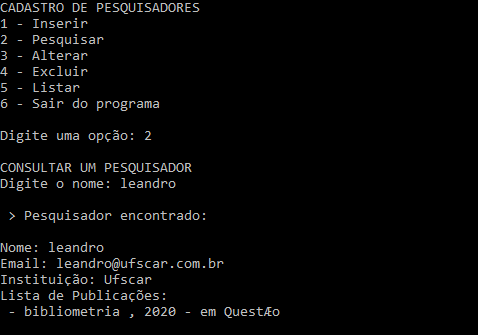 CADASTRO DE PESQUISADORES
1 - Inserir
2 - Pesquisar
3 - Alterar
4 - Excluir
5 - Listar
6 - Sair do programa
Digite uma opção: 2
CONSULTAR UM PESQUISADOR
Digite o nome: leandro
> Pesquisador encontrado:
Nome: leandro
Email: leandro@ufscar.com.br
Instituição: Ufscar
Lista de Publicações:
- bibliometria , 2020 - em QuestÆo